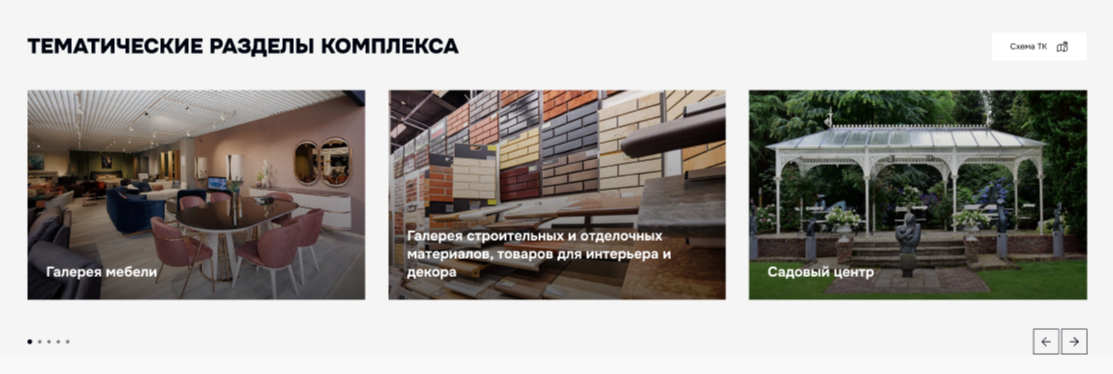 ТЕМАТИЧЕСКИЕ РАЗДЕЛЫ КОМПЛЕКСА
Схема ТК
Галерея мебели
Галерея строительных и отделочных
материалов, товаров для интерьера и
декора
Садовый центр